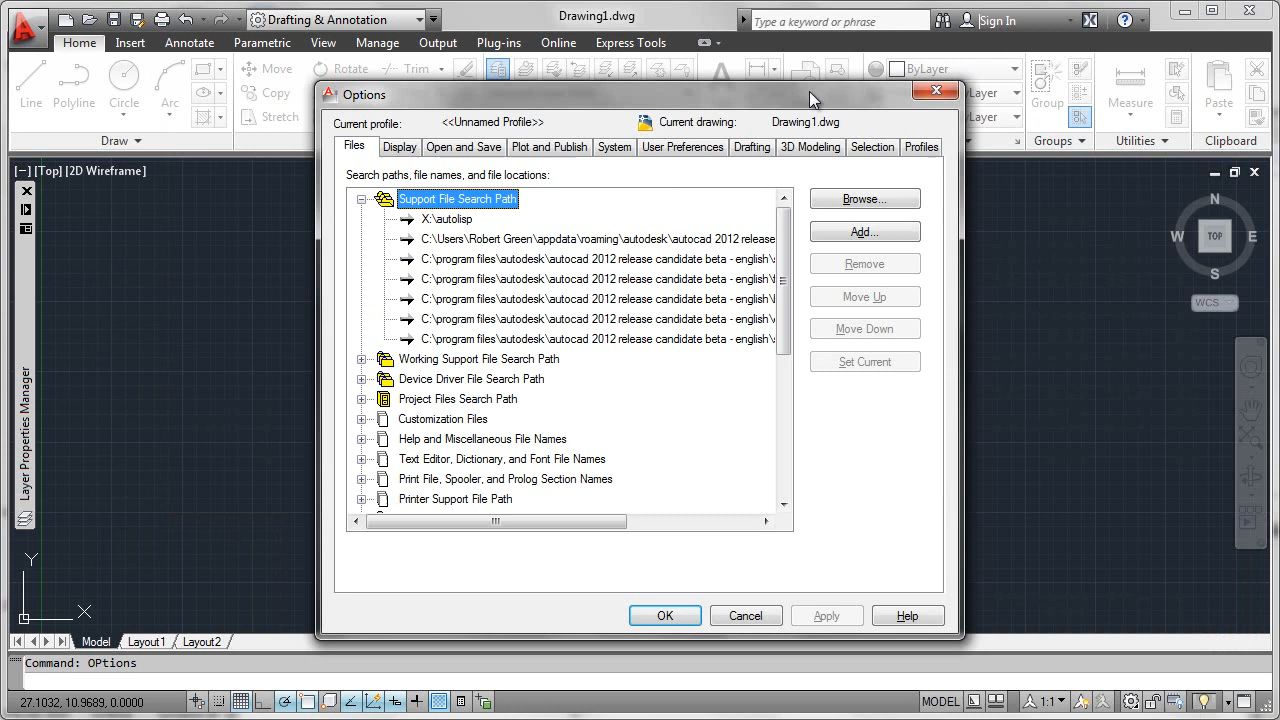 Drafting & Annotation
Drawing1.dwg
Type a keyword or phrase
Sign In
Home
Insert
Annotate
Parametric
View
Manage
Output
Plug-ins
Online
Express Tools
Line
Polyline
Circle
Arc
Move
Copy
Stretch
Rotate
Trim
ByLayer
ByLayer
ByLayer
Group
Measure
Paste
Draw
Groups
Utilities
[−] [Top] [2D Wireframe]
Options
Current profile:
<<Unnamed Profile>>
Current drawing:
Drawing1.dwg
Files
Display
Open and Save
Plot and Publish
System
User Preferences
Drafting
3D Modeling
Selection
Profiles
Search paths, file names, and file locations:
Support File Search Path
X:\autolisp
C:\Users\Robert Green\appdata\roaming\autodesk\autocad 2012 release
C:\program files\autodesk\autocad 2012 release candidate beta - english\
C:\program files\autodesk\autocad 2012 release candidate beta - english\
C:\program files\autodesk\autocad 2012 release candidate beta - english\
C:\program files\autodesk\autocad 2012 release candidate beta - english\
C:\program files\autodesk\autocad 2012 release candidate beta - english\
Working Support File Search Path
Device Driver File Search Path
Project Files Search Path
Customization Files
Help and Miscellaneous File Names
Text Editor, Dictionary, and Font File Names
Print File, Spooler, and Prolog Section Names
Printer Support File Path
Browse...
Add...
Remove
Move Up
Move Down
Set Current
OK
Cancel
Apply
Help
N
W
TOP
E
S
WCS
Layer Properties Manager
Y
X
Model
Layout1
Layout2
Command: OPtions
27.1032, 10.9689, 0.0000
MODEL
1:1